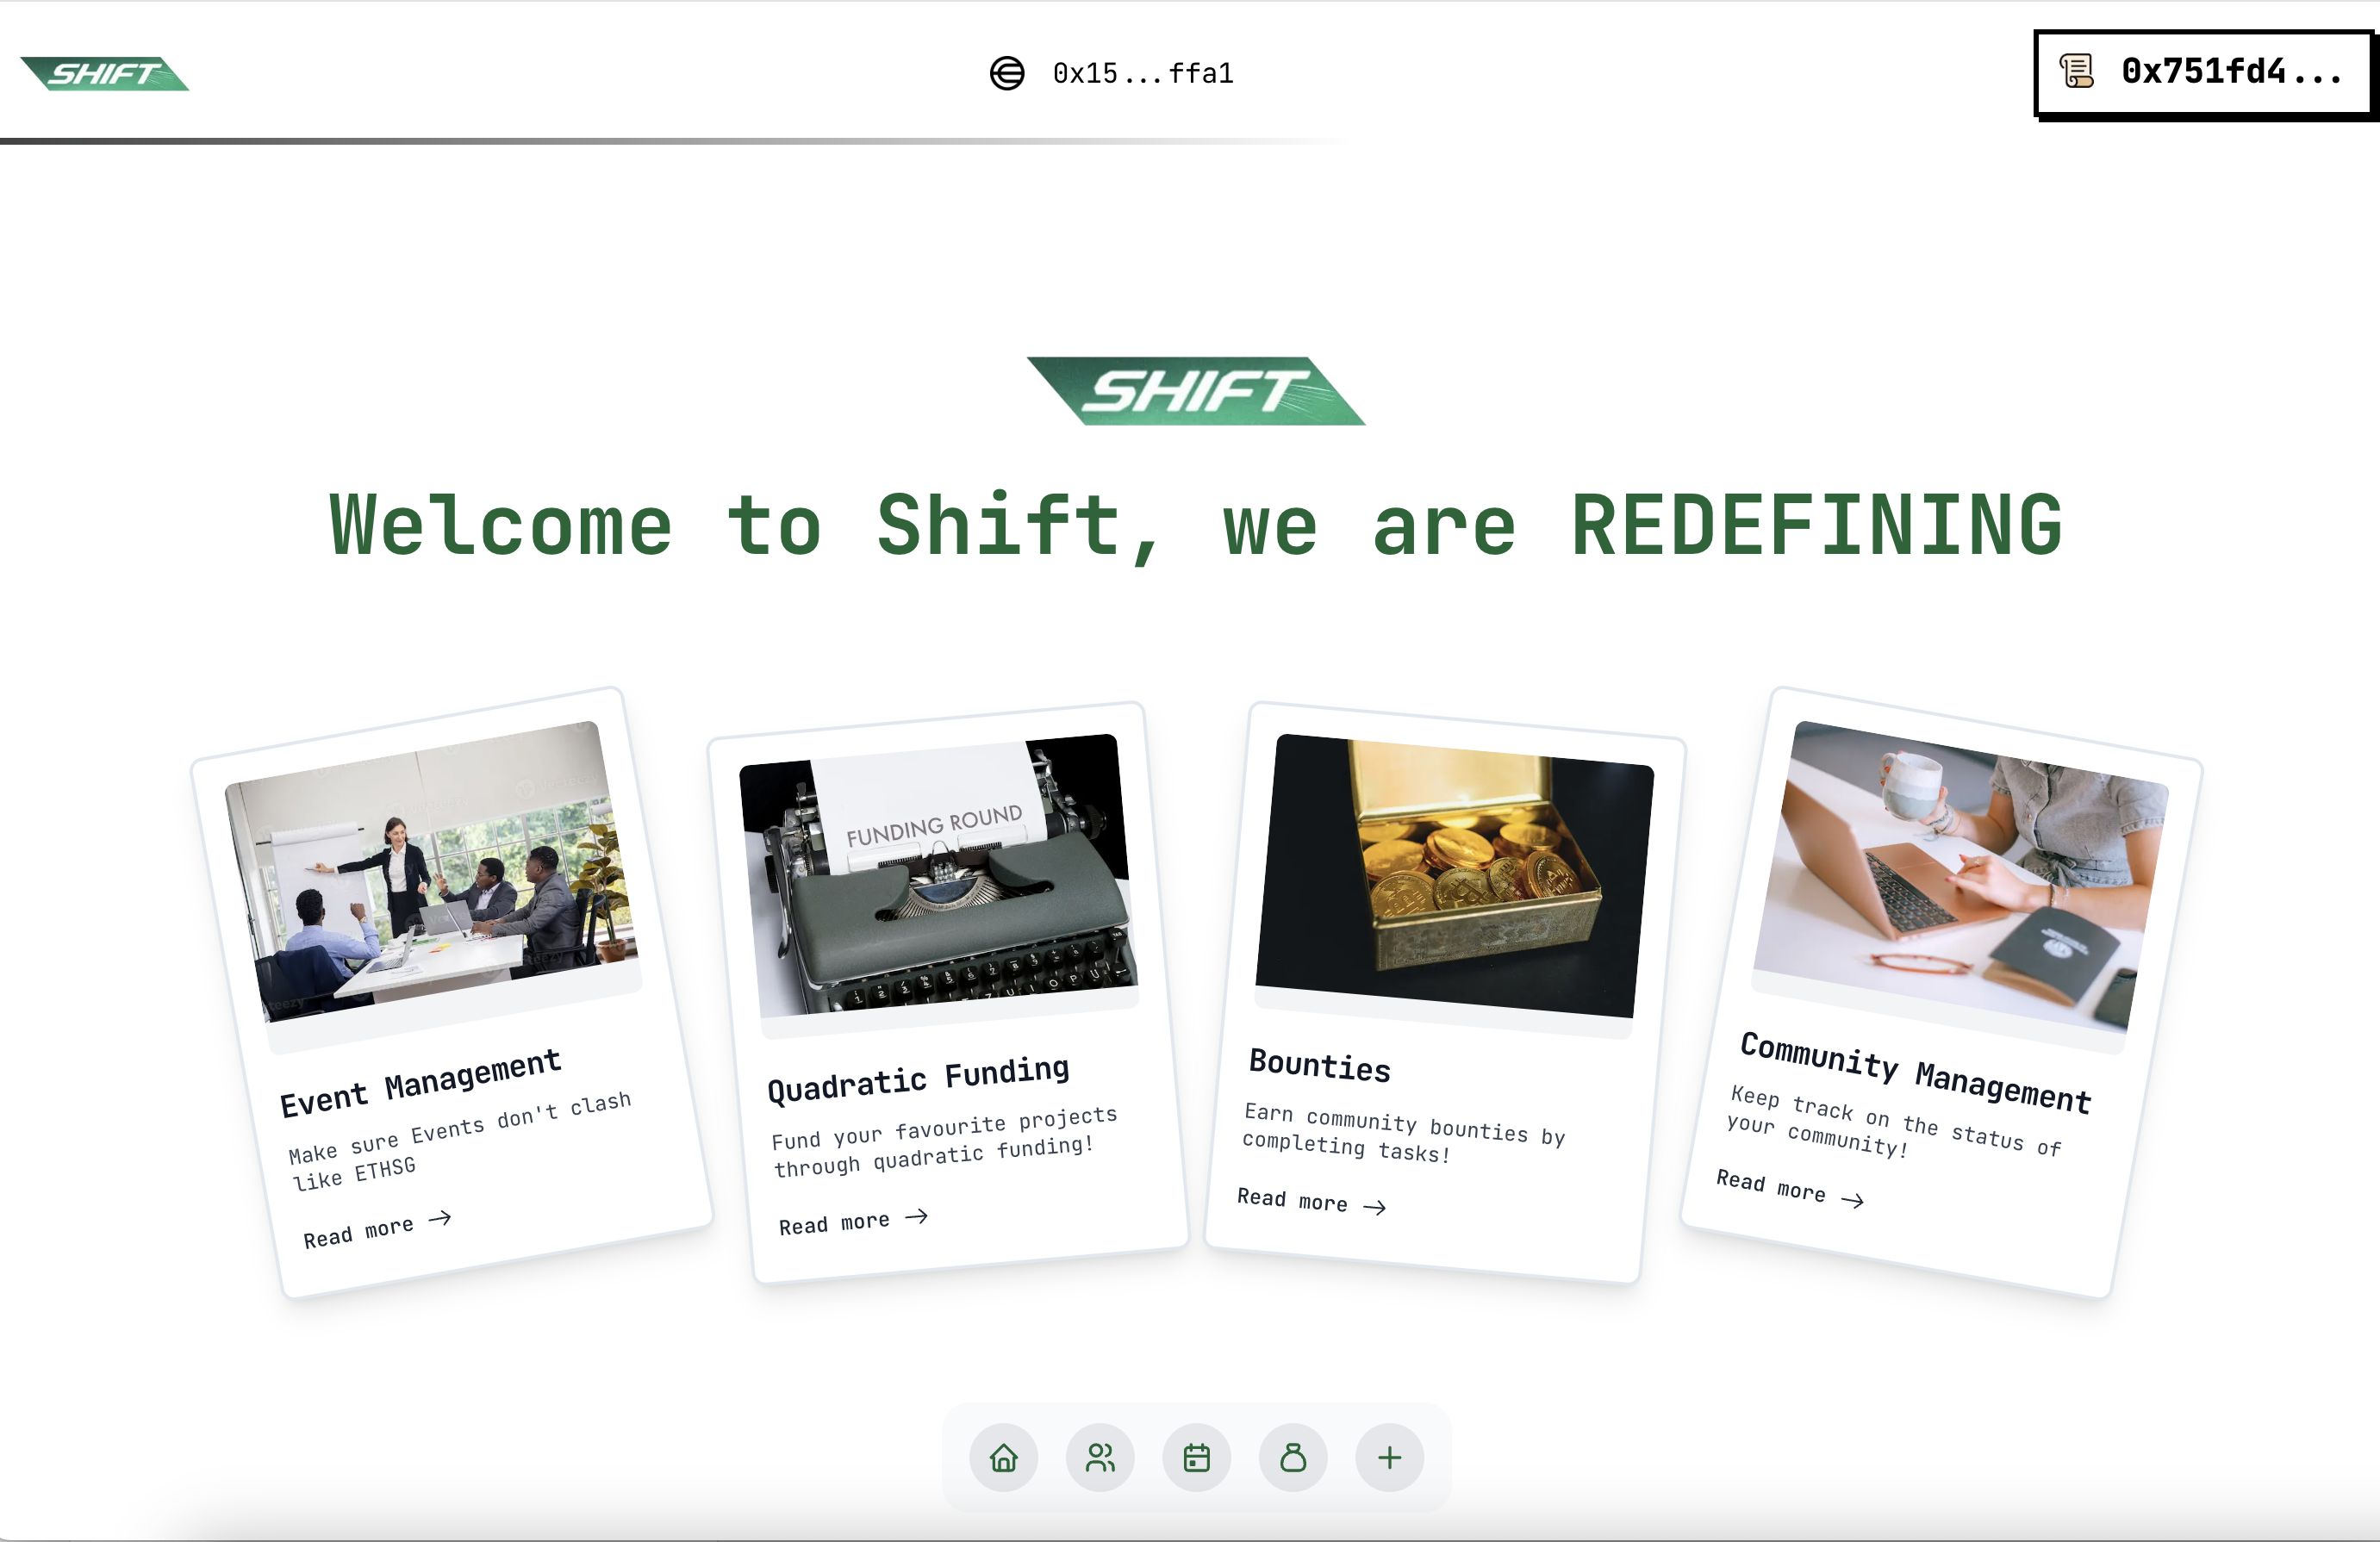 SHIFT
0x15...ffa1
0x751fd4...
SHIFT
Welcome to Shift, we are REDEFINING
FUNDING ROUND
Event Management
Make sure Events don't clash
like ETHSG
Read more
Quadratic Funding
Fund your favourite projects
through quadratic funding!
Read more
Bounties
Earn community bounties by
completing tasks!
Read more
Community Management
Keep track on the status of
your community!
Read more